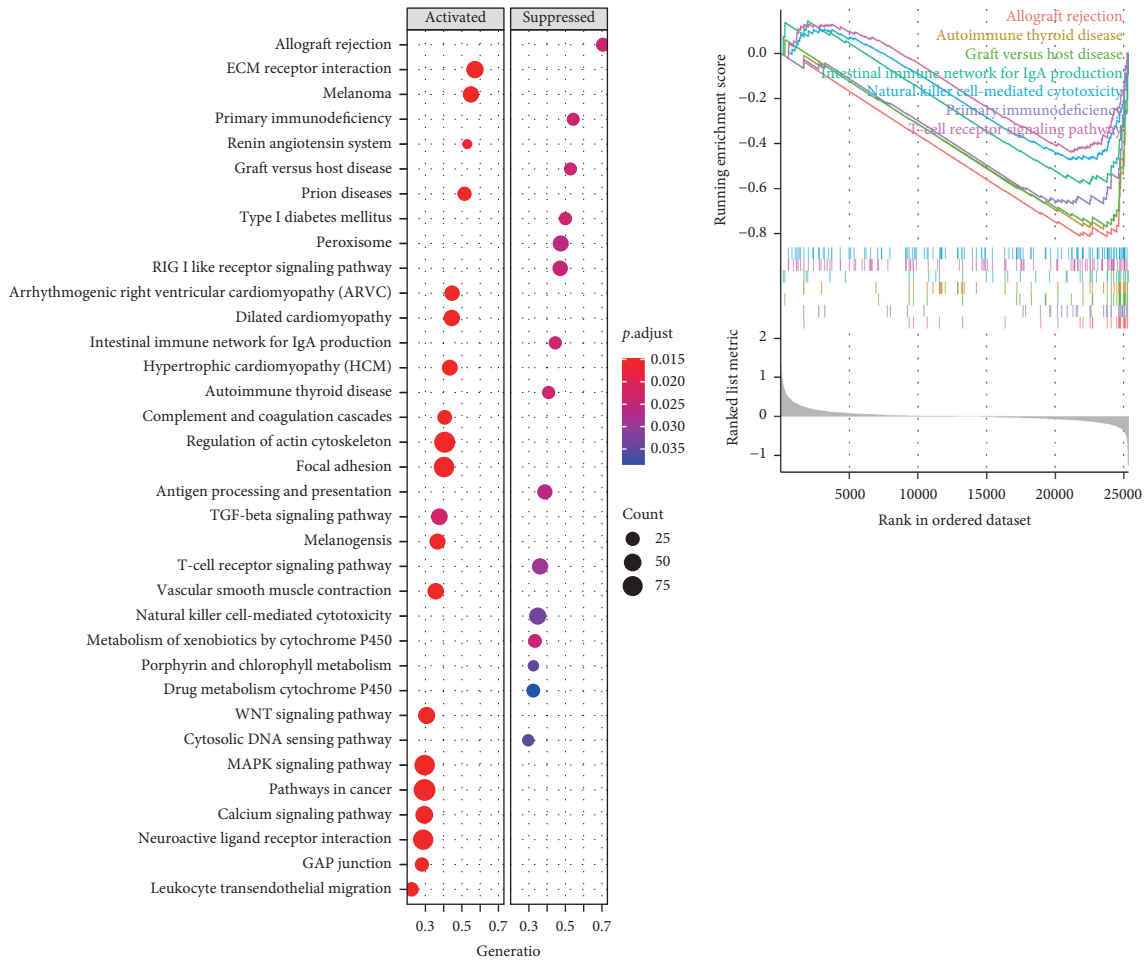 Activated
Suppressed
Allograft rejection
ECM receptor interaction
Melanoma
Primary immunodeficiency
Renin angiotensin system
Graft versus host disease
Prion diseases
Type I diabetes mellitus
Peroxisome
RIG I like receptor signaling pathway
Arrhythmogenic right ventricular cardiomyopathy (ARVC)
Dilated cardiomyopathy
Intestinal immune network for IgA production
Hypertrophic cardiomyopathy (HCM)
Autoimmune thyroid disease
Complement and coagulation cascades
Regulation of actin cytoskeleton
Focal adhesion
Antigen processing and presentation
TGF-beta signaling pathway
Melanogenesis
T-cell receptor signaling pathway
Vascular smooth muscle contraction
Natural killer cell-mediated cytotoxicity
Metabolism of xenobiotics by cytochrome P450
Porphyrin and chlorophyll metabolism
Drug metabolism cytochrome P450
WNT signaling pathway
Cytosolic DNA sensing pathway
MAPK signaling pathway
Pathways in cancer
Calcium signaling pathway
Neuroactive ligand receptor interaction
GAP junction
Leukocyte transendothelial migration
0.3 0.5 0.7
0.3 0.5 0.7
Generatio
p.adjust
0.015
0.020
0.025
0.030
0.035
Count
25
50
75
Allograft rejection
Autoimmune thyroid disease
Graft versus host disease
Intestinal immune network for IgA production
Natural killer cell-mediated cytotoxicity
Primary immunodeficiency
T-cell receptor signaling pathway
Running enrichment score
0.0
−0.2
−0.4
−0.6
−0.8
Ranked list metric
2
1
0
−1
5000 10000 15000 20000 25000
Rank in ordered dataset